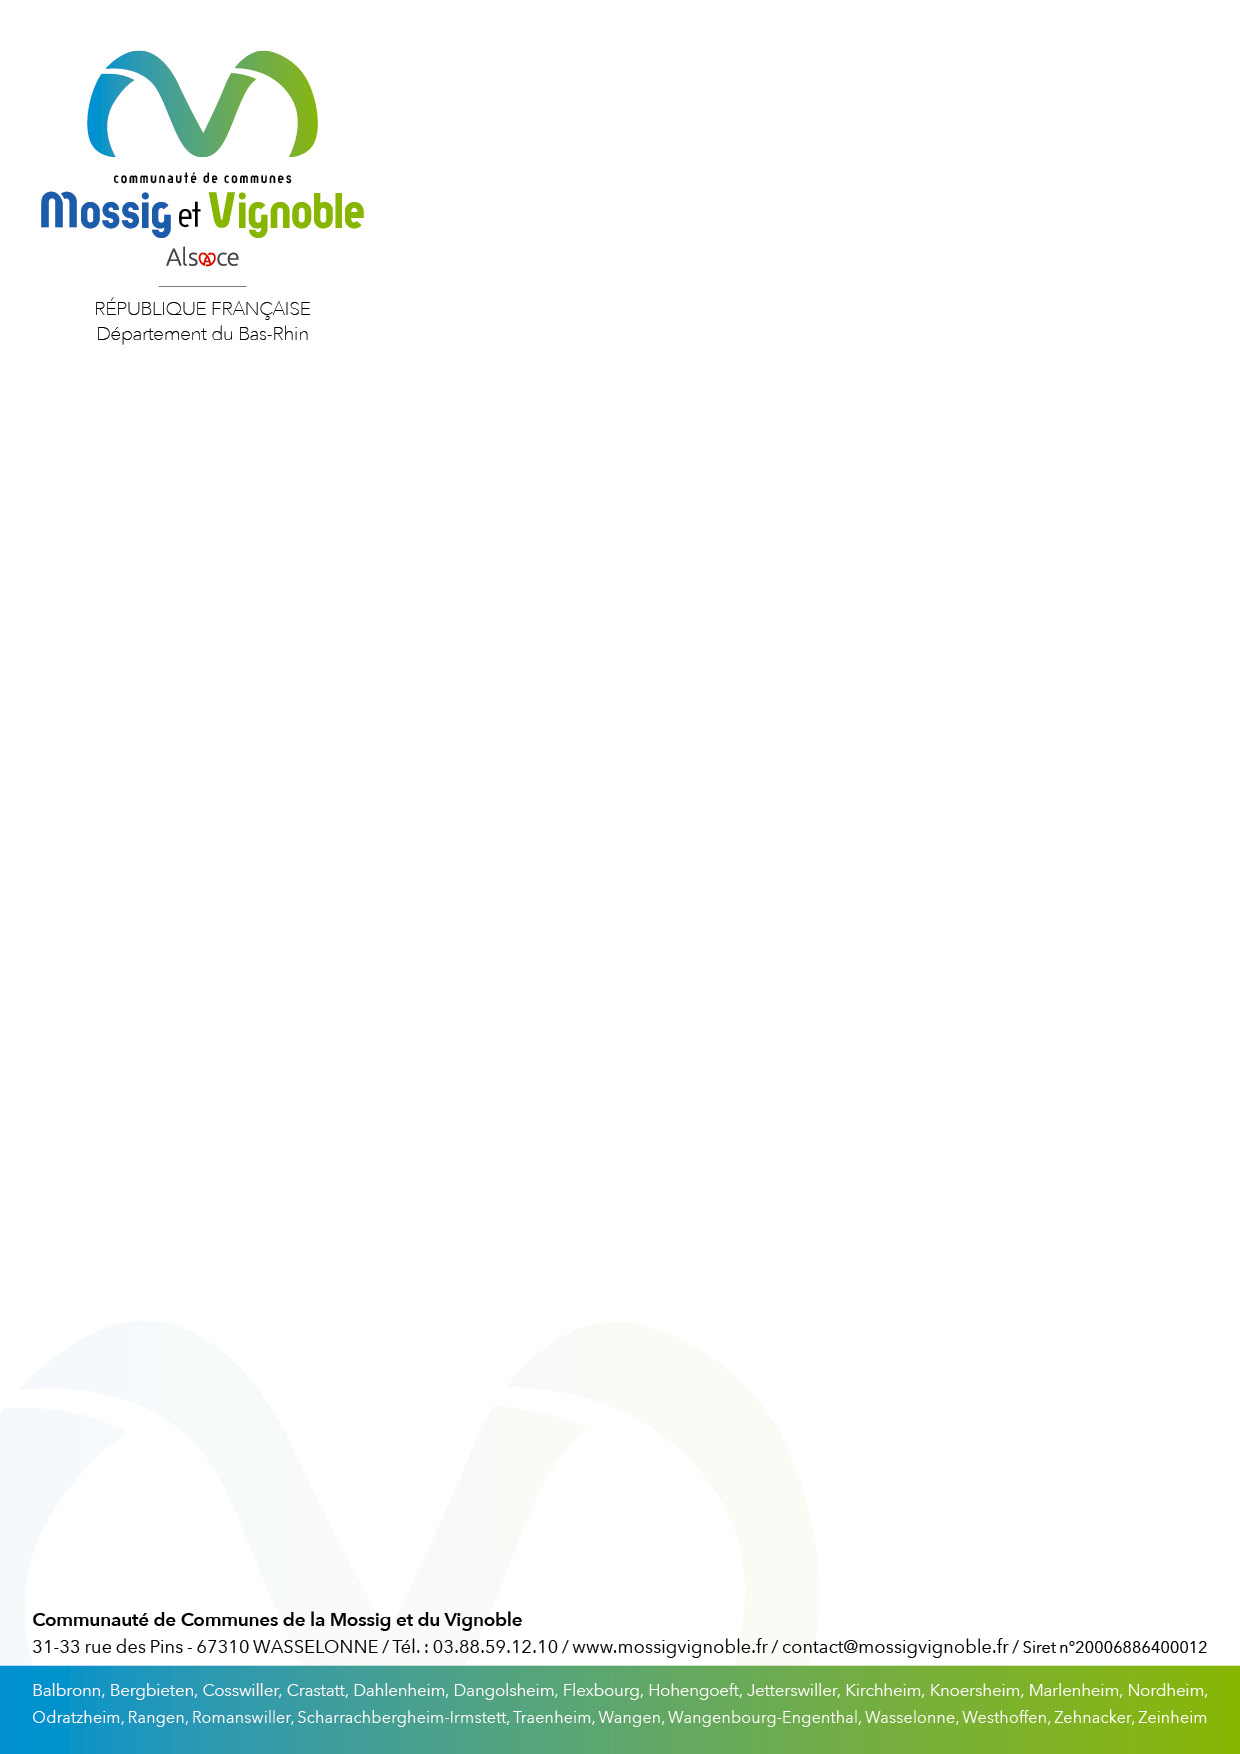 communauté de communes
Mossig et Vignoble
Alsace
RÉPUBLIQUE FRANÇAISE
Département du Bas-Rhin
Communauté de Communes de la Mossig et du Vignoble
31-33 rue des Pins - 67310 WASSELONNE / Tél. : 03.88.59.12.10 / www.mossigvignoble.fr / contact@mossigvignoble.fr / Siret n°20006886400012
Balbronn, Bergbieten, Cosswiller, Crastatt, Dahlenheim, Dangolsheim, Flexbourg, Hohengoeft, Jetterswiller, Kirchheim, Knoersheim, Marlenheim, Nordheim,
Odratzheim, Rangen, Romanswiller, Scharrachbergheim-Irmstett, Traenheim, Wangen, Wangenbourg-Engenthal, Wasselonne, Westhoffen, Zehnacker, Zeinheim